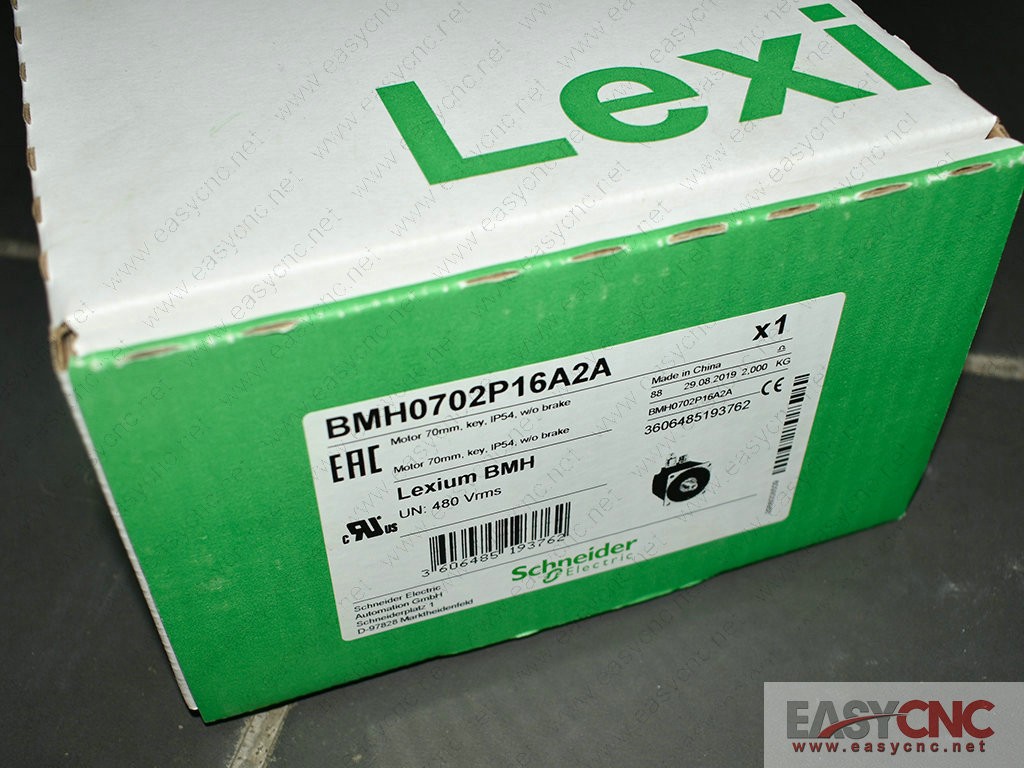 Lexi
BMH0702P16A2A
x1
Motor 70mm, key, IP54, w/o brake
Motor 70mm, key, IP54, w/o brake
EAC
Lexium BMH
UN: 480 Vrms
c RU us
Made in China
88 29.08.2019 2,000 KG
BMH0702P16A2A
3606485193762
CE
3 606485 193762
Schneider
Electric
Schneider Electric
Automation GmbH
Schneiderplatz 1
D-97828 Marktheidenfeld
www.easycnc.net
EASYCNC
www.easycnc.net